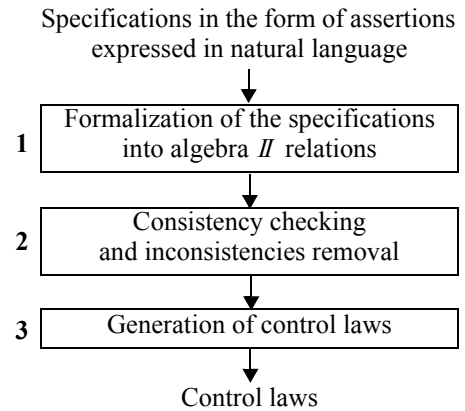 Specifications in the form of assertions
expressed in natural language
1
Formalization of the specifications
into algebra II relations
2
Consistency checking
and inconsistencies removal
3
Generation of control laws
Control laws